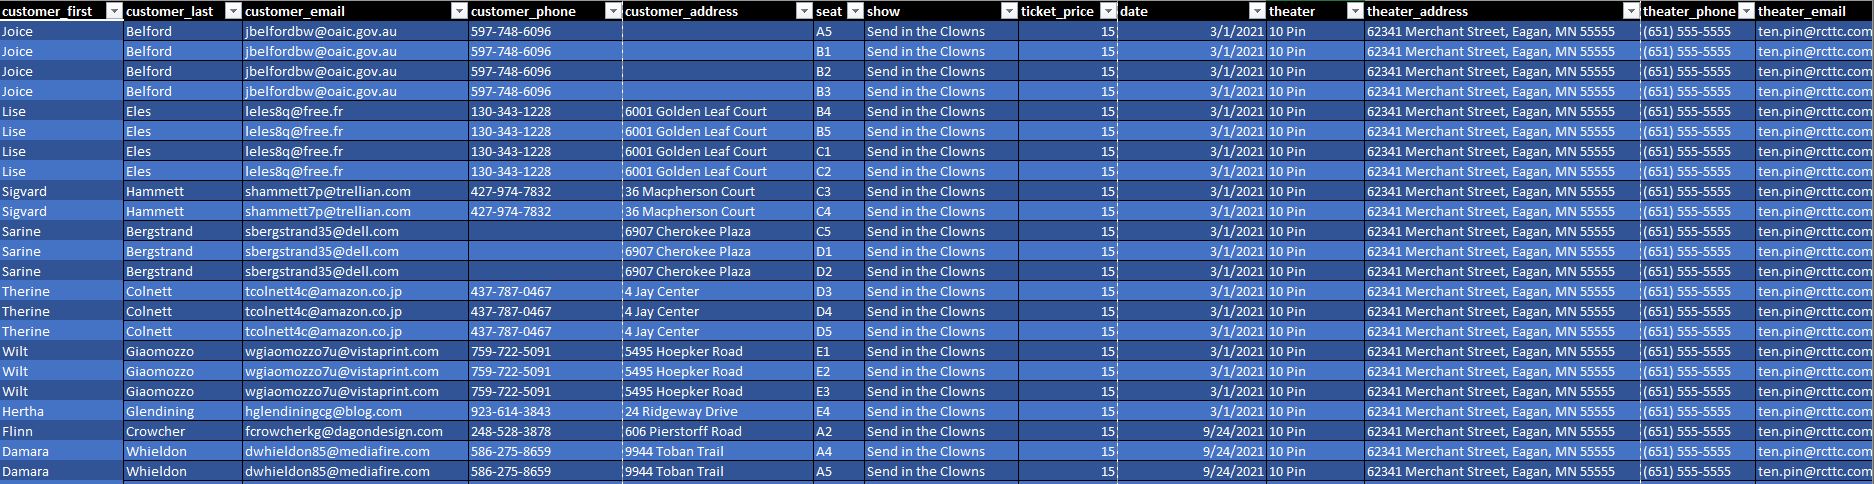 customer_first customer_last customer_email customer_phone customer_address seat show ticket_price date theater theater_address theater_phone theater_email
Joice Belford jbelfordbw@oaic.gov.au 597-748-6096 A5 Send in the Clowns 15 3/1/2021 10 Pin 62341 Merchant Street, Eagan, MN 55555 (651) 555-5555 ten.pin@rcttc.com
Joice Belford jbelfordbw@oaic.gov.au 597-748-6096 B1 Send in the Clowns 15 3/1/2021 10 Pin 62341 Merchant Street, Eagan, MN 55555 (651) 555-5555 ten.pin@rcttc.com
Joice Belford jbelfordbw@oaic.gov.au 597-748-6096 B2 Send in the Clowns 15 3/1/2021 10 Pin 62341 Merchant Street, Eagan, MN 55555 (651) 555-5555 ten.pin@rcttc.com
Joice Belford jbelfordbw@oaic.gov.au 597-748-6096 B3 Send in the Clowns 15 3/1/2021 10 Pin 62341 Merchant Street, Eagan, MN 55555 (651) 555-5555 ten.pin@rcttc.com
Lise Eles leles8q@free.fr 130-343-1228 6001 Golden Leaf Court B4 Send in the Clowns 15 3/1/2021 10 Pin 62341 Merchant Street, Eagan, MN 55555 (651) 555-5555 ten.pin@rcttc.com
Lise Eles leles8q@free.fr 130-343-1228 6001 Golden Leaf Court B5 Send in the Clowns 15 3/1/2021 10 Pin 62341 Merchant Street, Eagan, MN 55555 (651) 555-5555 ten.pin@rcttc.com
Lise Eles leles8q@free.fr 130-343-1228 6001 Golden Leaf Court C1 Send in the Clowns 15 3/1/2021 10 Pin 62341 Merchant Street, Eagan, MN 55555 (651) 555-5555 ten.pin@rcttc.com
Lise Eles leles8q@free.fr 130-343-1228 6001 Golden Leaf Court C2 Send in the Clowns 15 3/1/2021 10 Pin 62341 Merchant Street, Eagan, MN 55555 (651) 555-5555 ten.pin@rcttc.com
Sigvard Hammett shammett7p@trellian.com 427-974-7832 36 Macpherson Court C3 Send in the Clowns 15 3/1/2021 10 Pin 62341 Merchant Street, Eagan, MN 55555 (651) 555-5555 ten.pin@rcttc.com
Sigvard Hammett shammett7p@trellian.com 427-974-7832 36 Macpherson Court C4 Send in the Clowns 15 3/1/2021 10 Pin 62341 Merchant Street, Eagan, MN 55555 (651) 555-5555 ten.pin@rcttc.com
Sarine Bergstrand sbergstrand35@dell.com 6907 Cherokee Plaza C5 Send in the Clowns 15 3/1/2021 10 Pin 62341 Merchant Street, Eagan, MN 55555 (651) 555-5555 ten.pin@rcttc.com
Sarine Bergstrand sbergstrand35@dell.com 6907 Cherokee Plaza D1 Send in the Clowns 15 3/1/2021 10 Pin 62341 Merchant Street, Eagan, MN 55555 (651) 555-5555 ten.pin@rcttc.com
Sarine Bergstrand sbergstrand35@dell.com 6907 Cherokee Plaza D2 Send in the Clowns 15 3/1/2021 10 Pin 62341 Merchant Street, Eagan, MN 55555 (651) 555-5555 ten.pin@rcttc.com
Therine Colnett tcolnett4c@amazon.co.jp 437-787-0467 4 Jay Center D3 Send in the Clowns 15 3/1/2021 10 Pin 62341 Merchant Street, Eagan, MN 55555 (651) 555-5555 ten.pin@rcttc.com
Therine Colnett tcolnett4c@amazon.co.jp 437-787-0467 4 Jay Center D4 Send in the Clowns 15 3/1/2021 10 Pin 62341 Merchant Street, Eagan, MN 55555 (651) 555-5555 ten.pin@rcttc.com
Therine Colnett tcolnett4c@amazon.co.jp 437-787-0467 4 Jay Center D5 Send in the Clowns 15 3/1/2021 10 Pin 62341 Merchant Street, Eagan, MN 55555 (651) 555-5555 ten.pin@rcttc.com
Wilt Giaomozzo wgiaomozzo7u@vistaprint.com 759-722-5091 5495 Hoepker Road E1 Send in the Clowns 15 3/1/2021 10 Pin 62341 Merchant Street, Eagan, MN 55555 (651) 555-5555 ten.pin@rcttc.com
Wilt Giaomozzo wgiaomozzo7u@vistaprint.com 759-722-5091 5495 Hoepker Road E2 Send in the Clowns 15 3/1/2021 10 Pin 62341 Merchant Street, Eagan, MN 55555 (651) 555-5555 ten.pin@rcttc.com
Wilt Giaomozzo wgiaomozzo7u@vistaprint.com 759-722-5091 5495 Hoepker Road E3 Send in the Clowns 15 3/1/2021 10 Pin 62341 Merchant Street, Eagan, MN 55555 (651) 555-5555 ten.pin@rcttc.com
Hertha Glendining hglendiningcg@blog.com 923-614-3843 24 Ridgeway Drive E4 Send in the Clowns 15 3/1/2021 10 Pin 62341 Merchant Street, Eagan, MN 55555 (651) 555-5555 ten.pin@rcttc.com
Flinn Crowcher fcrowcherkg@dagondesign.com 248-528-3878 606 Pierstorff Road A2 Send in the Clowns 15 9/24/2021 10 Pin 62341 Merchant Street, Eagan, MN 55555 (651) 555-5555 ten.pin@rcttc.com
Damara Whieldon dwhieldon85@mediafire.com 586-275-8659 9944 Toban Trail A4 Send in the Clowns 15 9/24/2021 10 Pin 62341 Merchant Street, Eagan, MN 55555 (651) 555-5555 ten.pin@rcttc.com
Damara Whieldon dwhieldon85@mediafire.com 586-275-8659 9944 Toban Trail A5 Send in the Clowns 15 9/24/2021 10 Pin 62341 Merchant Street, Eagan, MN 55555 (651) 555-5555 ten.pin@rcttc.com